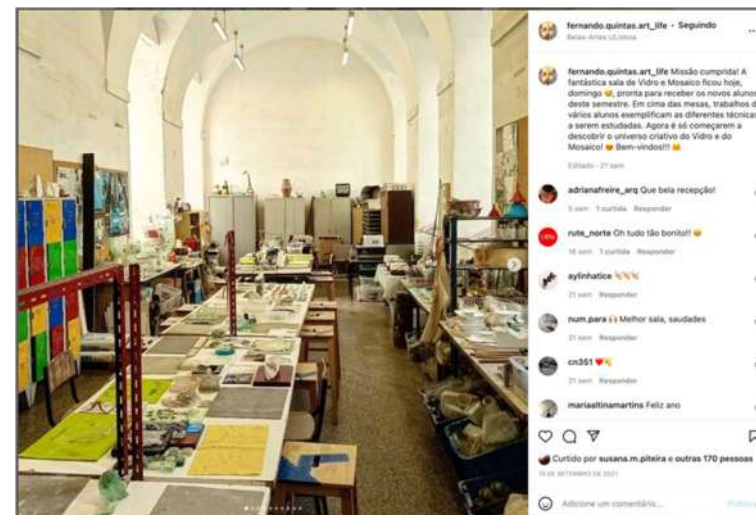 fernando.quintas.art_life • Seguindo
Belas-Artes ULisboa
fernando.quintas.art_life Missão cumprida! A
fantástica sala de Vidro e Mosaico ficou hoje,
domingo 😅, pronta para receber os novos alunos
deste semestre. Em cima das mesas, trabalhos de
vários alunos exemplificam as diferentes técnicas
a serem estudadas. Agora é só começarem a
descobrir o universo criativo do Vidro e do
Mosaico! Bem-vindos!!!
Editado • 21 sem
adrianafreire_arq Que bela recepção!
5 sem 1 curtida Responder
rute_norte Oh tudo tão bonito!!
18 sem 1 curtida Responder
aylinhatice
21 sem Responder
num.para Melhor sala, saudades
21 sem Responder
cn351 ❤️
21 sem Responder
mariaaltinamartins Feliz ano
Curtido por susana.m.piteira e outras 170 pessoas
19 DE SETEMBRO DE 2021
Adicione um comentário...
Publicar